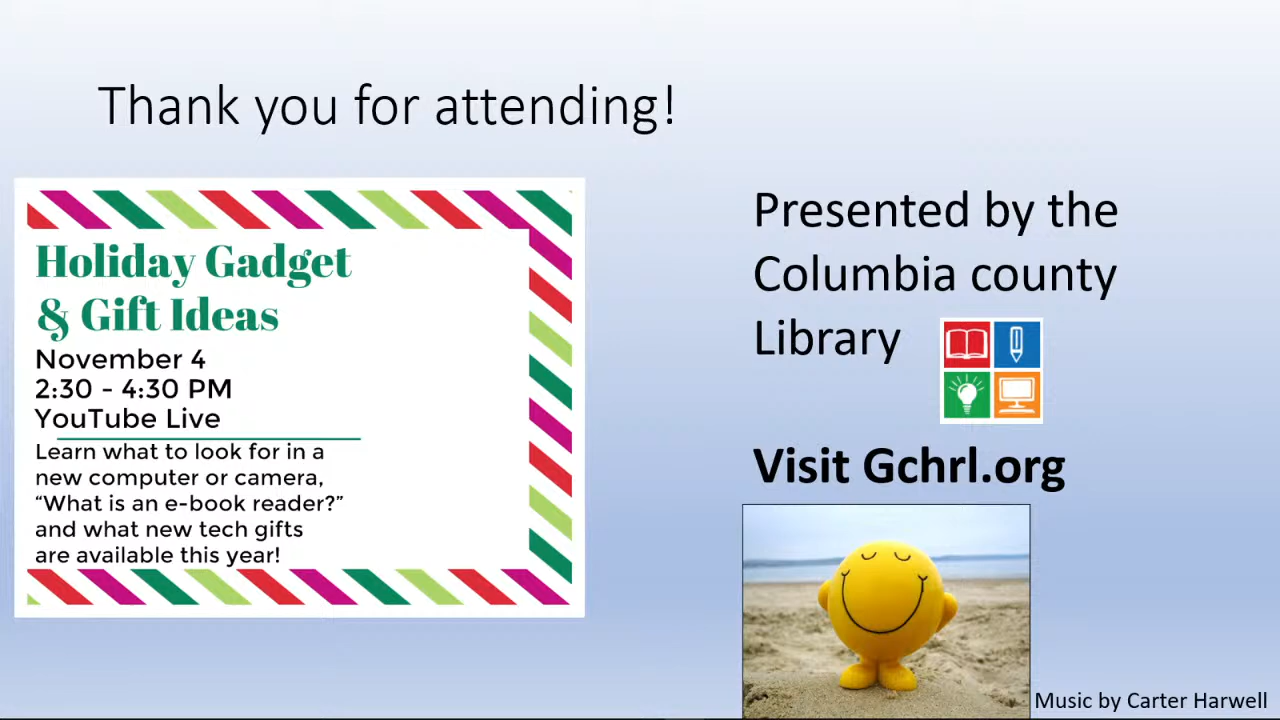 Thank you for attending!
Holiday Gadget
& Gift Ideas
November 4
2:30 - 4:30 PM
YouTube Live
Learn what to look for in a
new computer or camera,
“What is an e-book reader?”
and what new tech gifts
are available this year!
Presented by the
Columbia county
Library
Visit Gchrl.org
Music by Carter Harwell